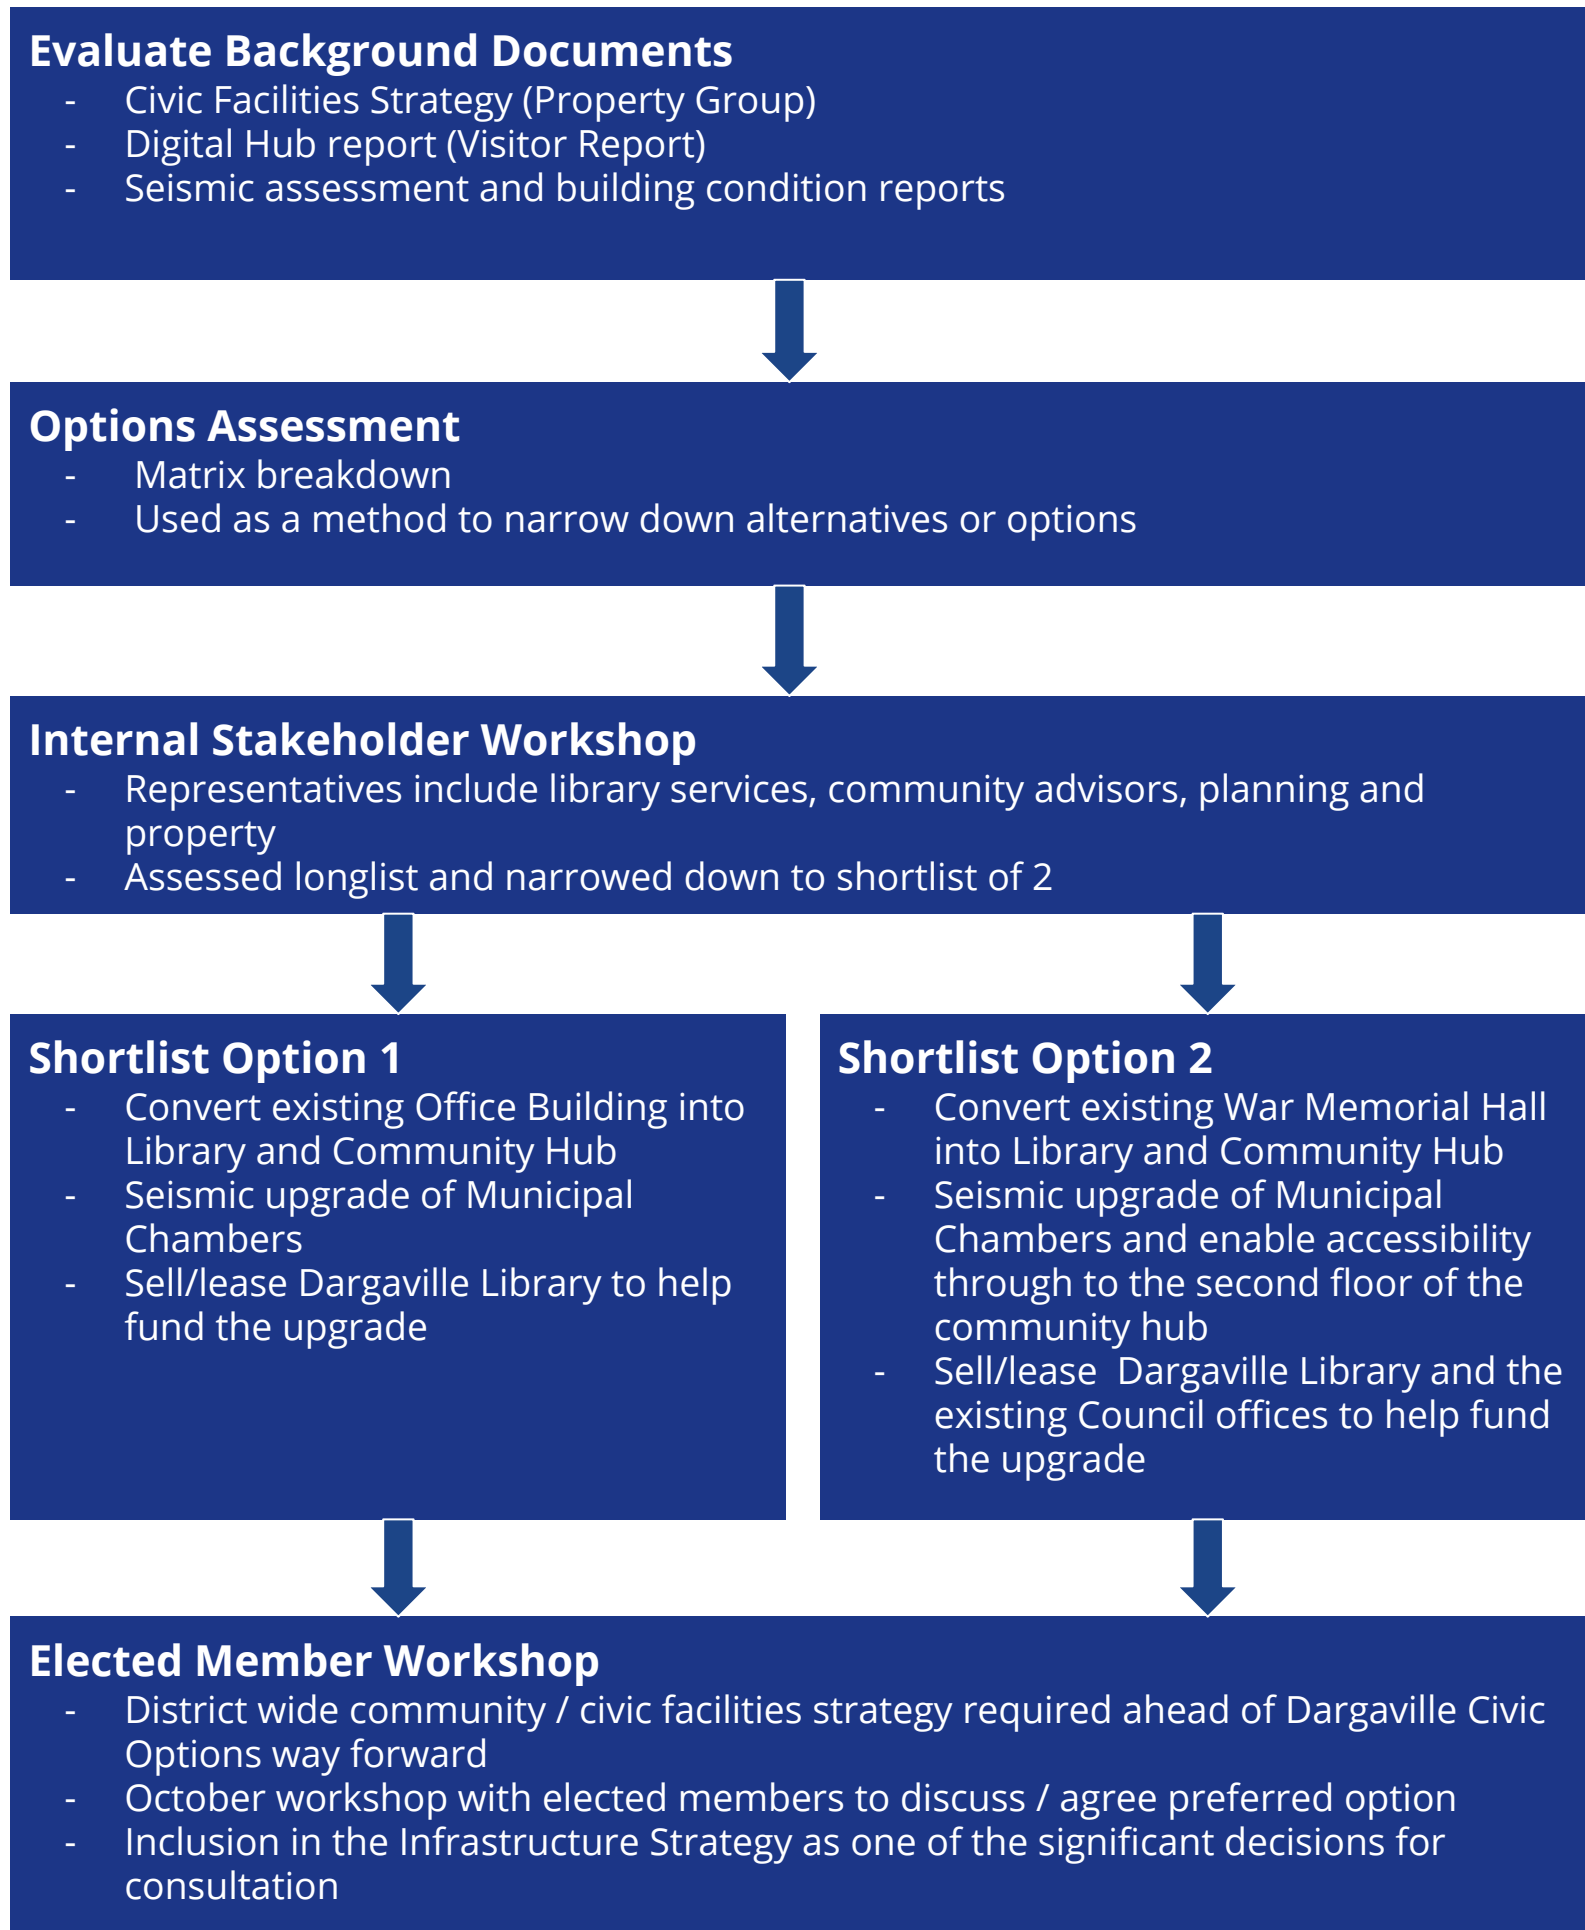 Evaluate Background Documents
- Civic Facilities Strategy (Property Group)
- Digital Hub report (Visitor Report)
- Seismic assessment and building condition reports
Options Assessment
- Matrix breakdown
- Used as a method to narrow down alternatives or options
Internal Stakeholder Workshop
- Representatives include library services, community advisors, planning and
property
- Assessed longlist and narrowed down to shortlist of 2
Shortlist Option 1
- Convert existing Office Building into
Library and Community Hub
- Seismic upgrade of Municipal
Chambers
- Sell/lease Dargaville Library to help
fund the upgrade
Shortlist Option 2
- Convert existing War Memorial Hall
into Library and Community Hub
- Seismic upgrade of Municipal
Chambers and enable accessibility
through to the second floor of the
community hub
- Sell/lease Dargaville Library and the
existing Council offices to help fund
the upgrade
Elected Member Workshop
- District wide community / civic facilities strategy required ahead of Dargaville Civic
Options way forward
- October workshop with elected members to discuss / agree preferred option
- Inclusion in the Infrastructure Strategy as one of the significant decisions for
consultation